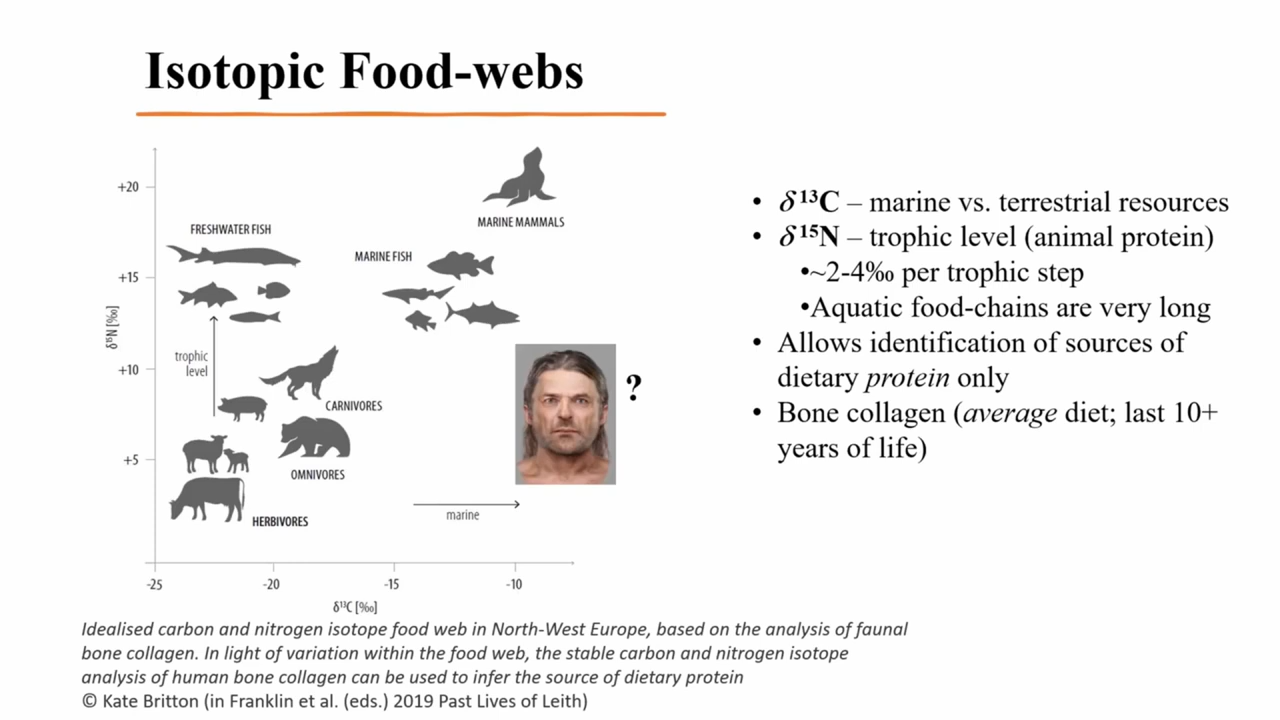 Isotopic Food-webs
+20
+15
+10
+5
δ¹⁵N [‰]
FRESHWATER FISH
MARINE FISH
MARINE MAMMALS
trophic
level
CARNIVORES
OMNIVORES
HERBIVORES
marine
?
-25
-20
-15
-10
δ¹³C [‰]
• δ¹³C – marine vs. terrestrial resources
• δ¹⁵N – trophic level (animal protein)
•~2-4‰ per trophic step
•Aquatic food-chains are very long
• Allows identification of sources of
dietary protein only
• Bone collagen (average diet; last 10+
years of life)
Idealised carbon and nitrogen isotope food web in North-West Europe, based on the analysis of faunal
bone collagen. In light of variation within the food web, the stable carbon and nitrogen isotope
analysis of human bone collagen can be used to infer the source of dietary protein
© Kate Britton (in Franklin et al. (eds.) 2019 Past Lives of Leith)